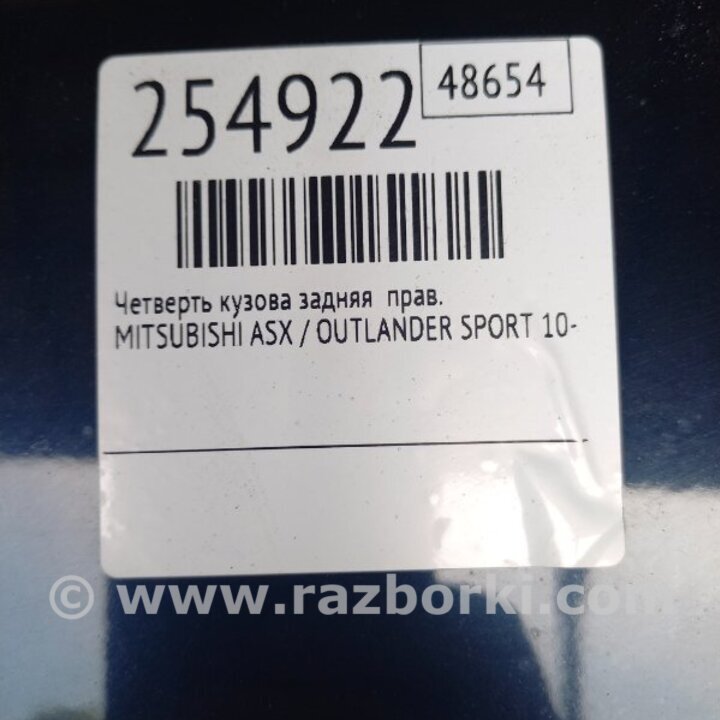 254922
48654
Четверть кузова задняя прав.
MITSUBISHI ASX / OUTLANDER SPORT 10-
© www.razborki.com